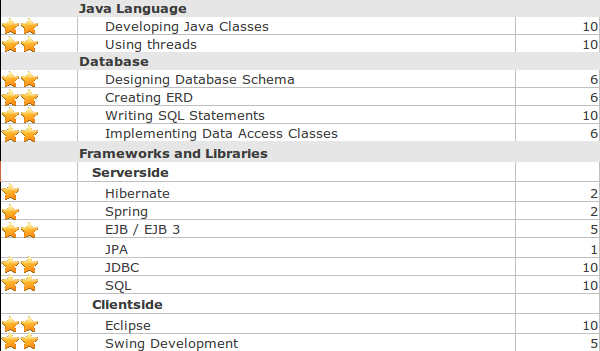 Java Language
Developing Java Classes 10
Using threads 10
Database
Designing Database Schema 6
Creating ERD 6
Writing SQL Statements 10
Implementing Data Access Classes 6
Frameworks and Libraries
Serverside
Hibernate 2
Spring 2
EJB / EJB 3 5
JPA 1
JDBC 10
SQL 10
Clientside
Eclipse 10
Swing Development 5